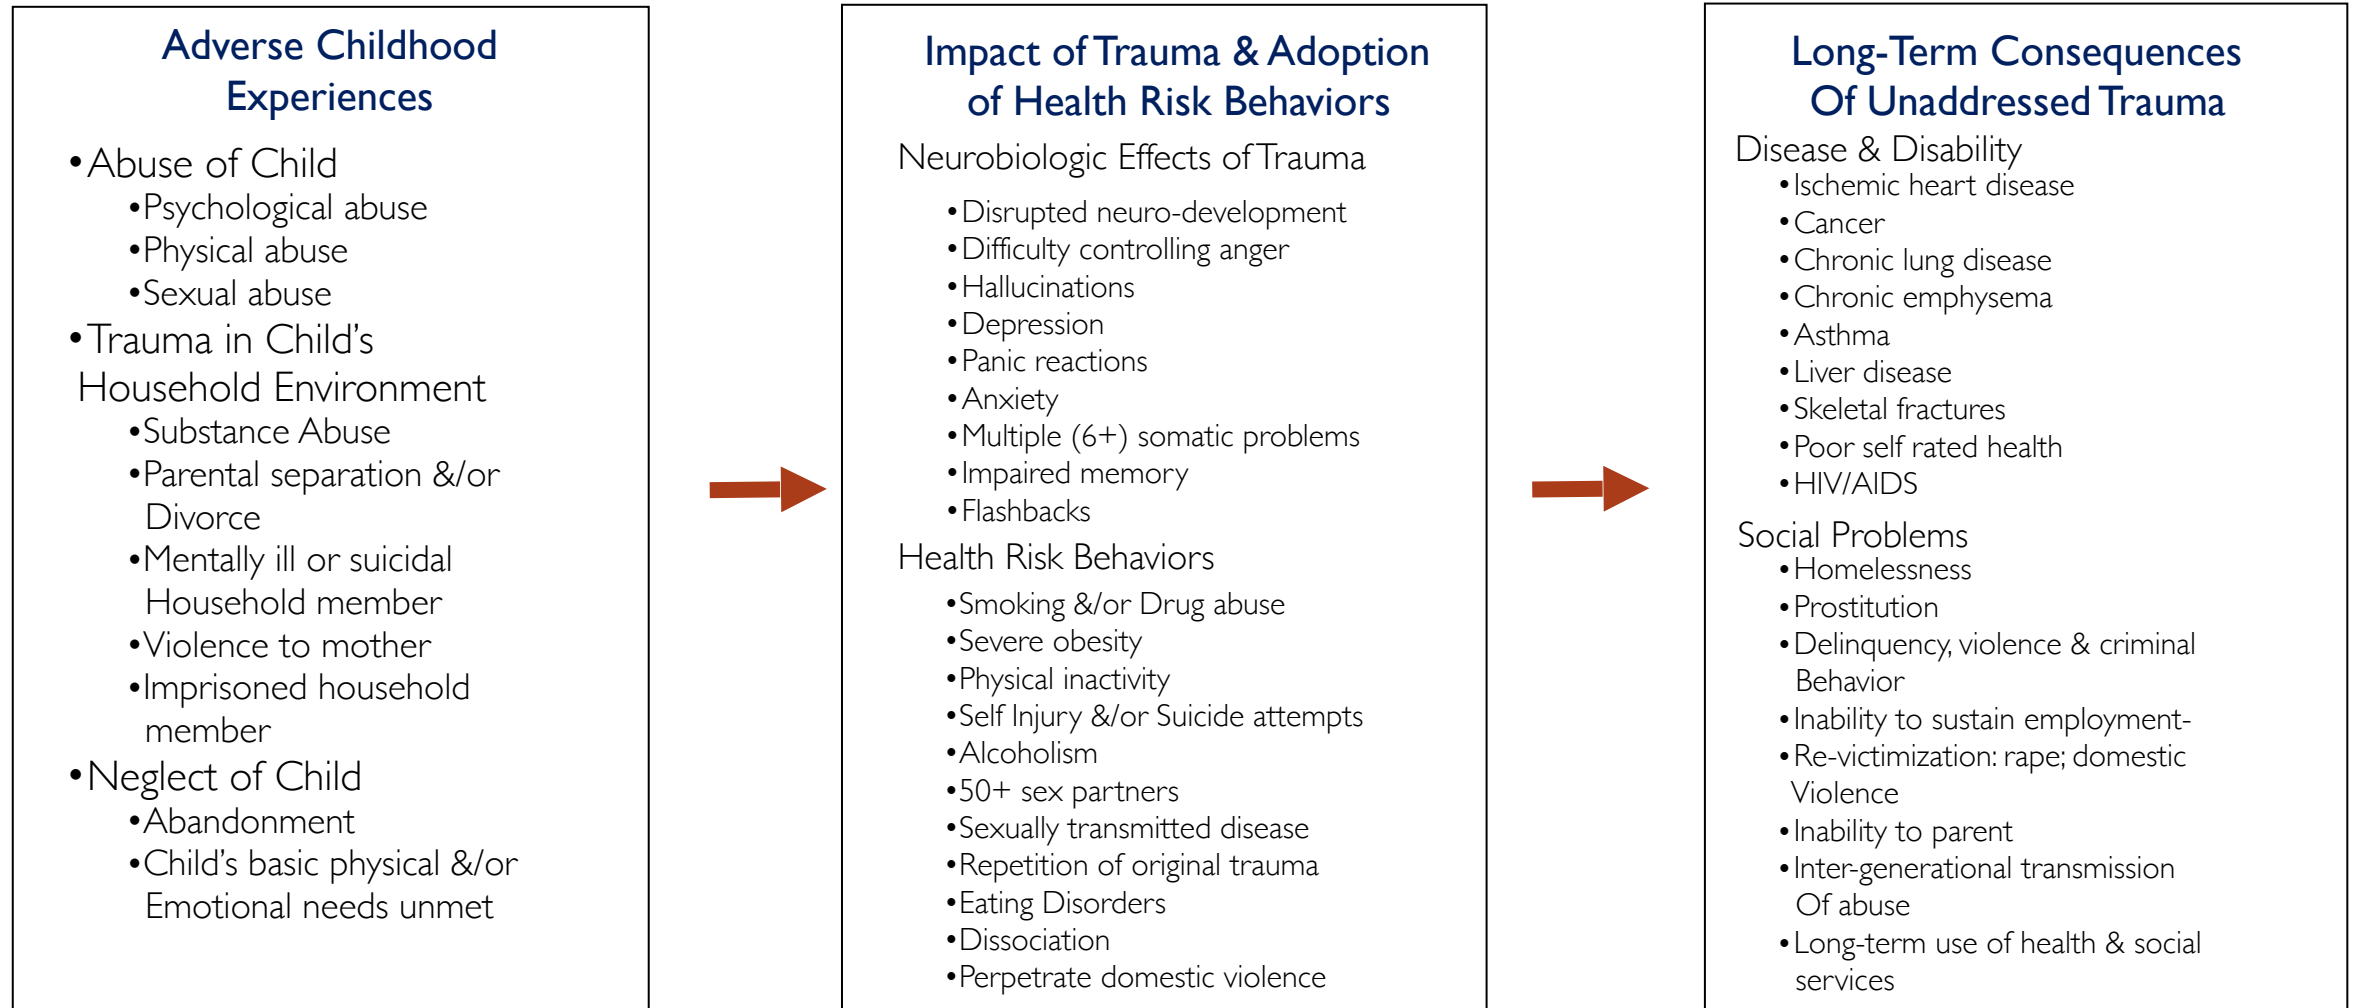 Adverse Childhood
Experiences
•Abuse of Child
•Psychological abuse
•Physical abuse
•Sexual abuse
•Trauma in Child’s
Household Environment
•Substance Abuse
•Parental separation &/or
Divorce
•Mentally ill or suicidal
Household member
•Violence to mother
•Imprisoned household
member
•Neglect of Child
•Abandonment
•Child’s basic physical &/or
Emotional needs unmet
Impact of Trauma & Adoption
of Health Risk Behaviors
Neurobiologic Effects of Trauma
•Disrupted neuro-development
•Difficulty controlling anger
•Hallucinations
•Depression
•Panic reactions
•Anxiety
•Multiple (6+) somatic problems
•Impaired memory
•Flashbacks
Health Risk Behaviors
•Smoking &/or Drug abuse
•Severe obesity
•Physical inactivity
•Self Injury &/or Suicide attempts
•Alcoholism
•50+ sex partners
•Sexually transmitted disease
•Repetition of original trauma
•Eating Disorders
•Dissociation
•Perpetrate domestic violence
Long-Term Consequences
Of Unaddressed Trauma
Disease & Disability
•Ischemic heart disease
•Cancer
•Chronic lung disease
•Chronic emphysema
•Asthma
•Liver disease
•Skeletal fractures
•Poor self rated health
•HIV/AIDS
Social Problems
•Homelessness
•Prostitution
•Delinquency, violence & criminal
Behavior
•Inability to sustain employment-
•Re-victimization: rape; domestic
Violence
•Inability to parent
•Inter-generational transmission
Of abuse
•Long-term use of health & social
services